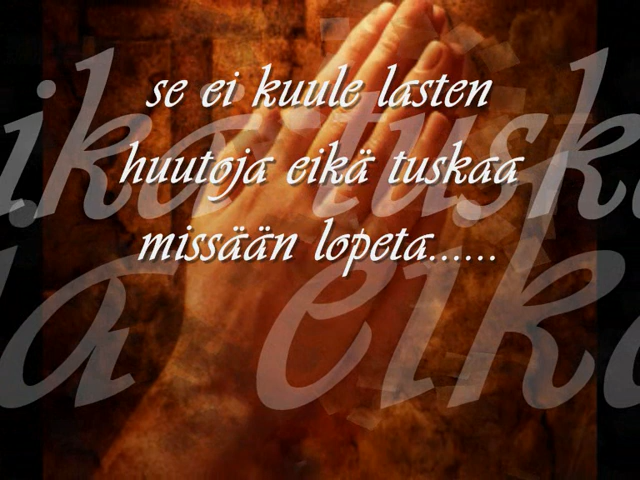 se ei kuule lasten
huutoja eikä tuskaa
missään lopeta......